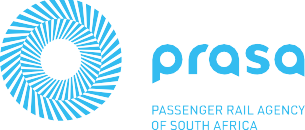 prasa
PASSENGER RAIL AGENCY
OF SOUTH AFRICA